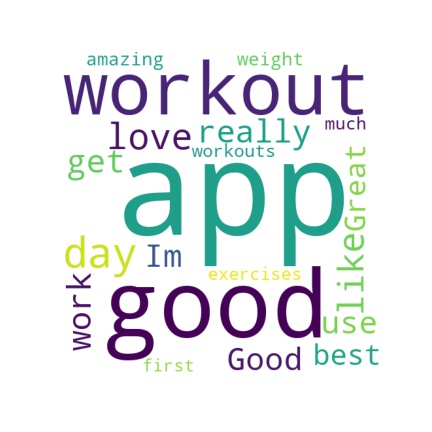 amazing weight
workout
love really much
get workouts
app
Great
day Im like
work exercises
good
use
Good best
first